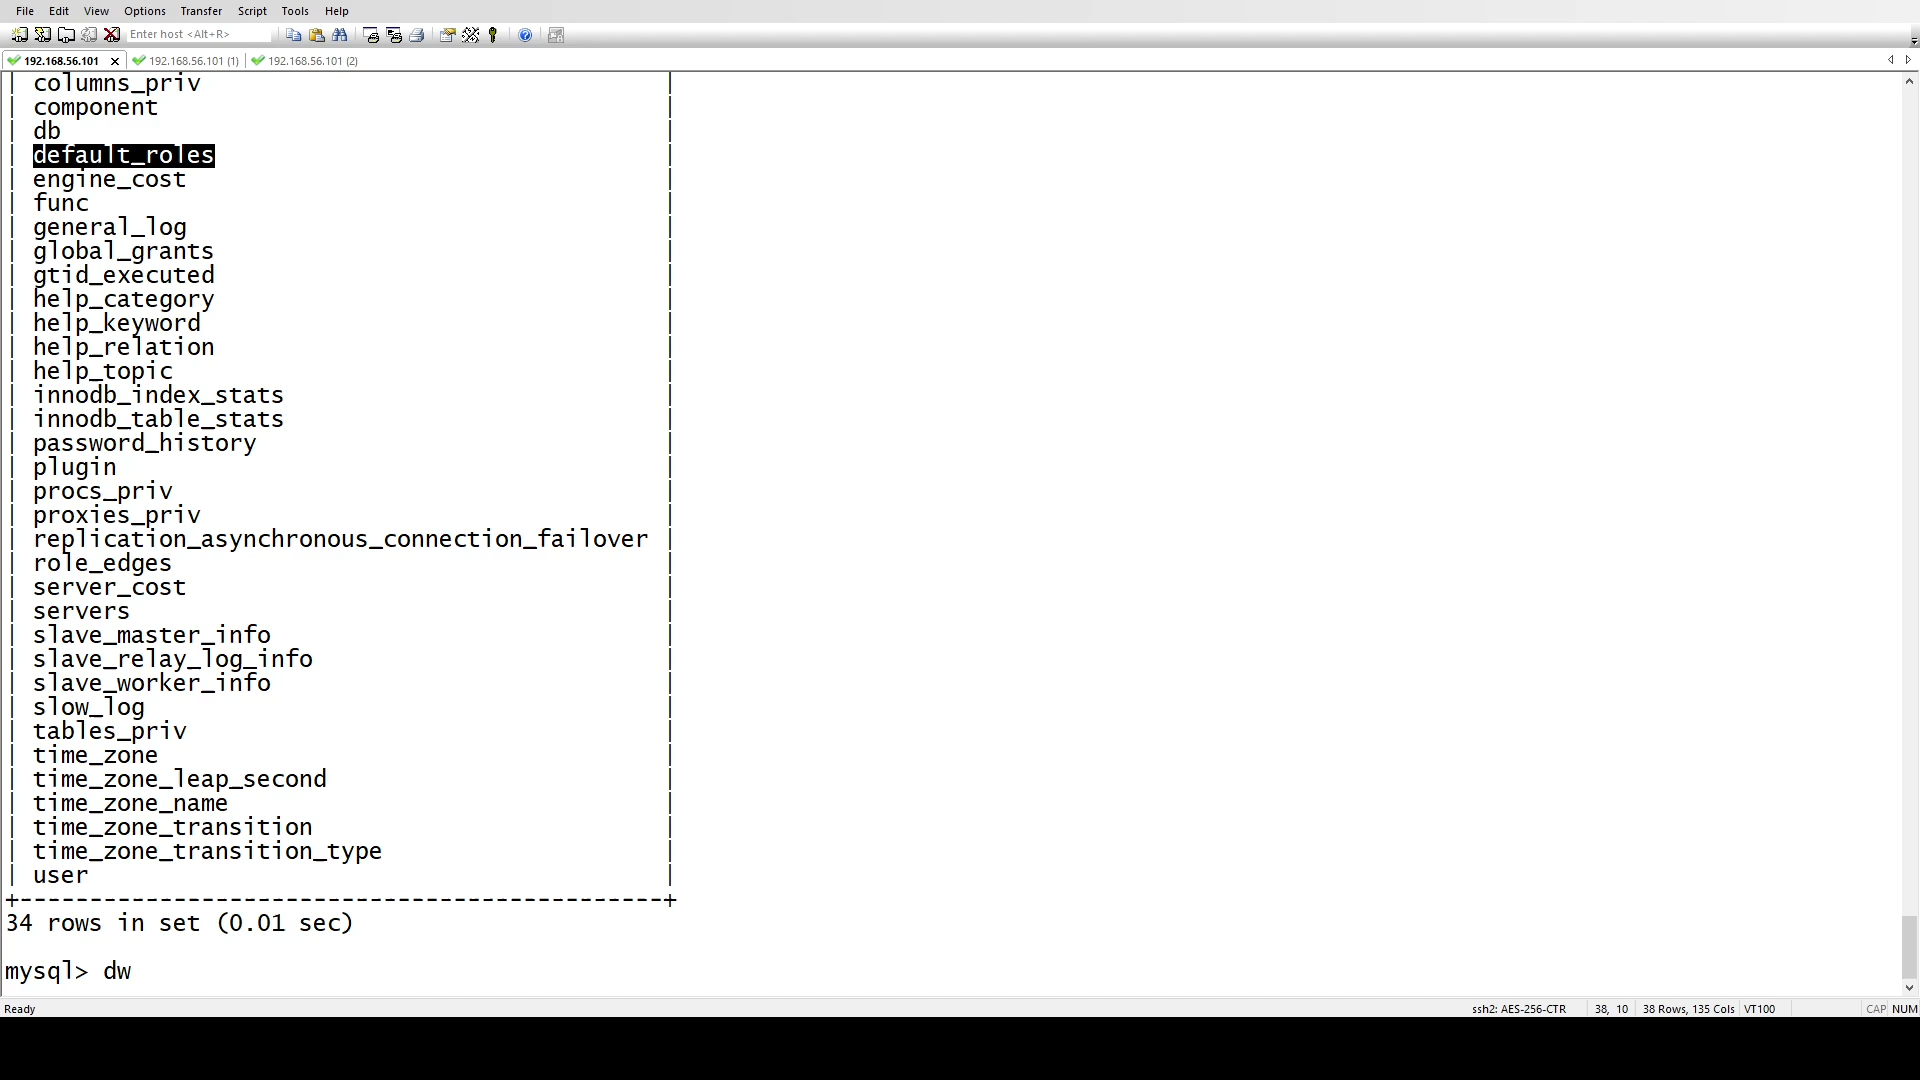 File Edit View Options Transfer Script Tools Help
Enter host <Alt+R>
192.168.56.101 192.168.56.101 (1) 192.168.56.101 (2)
| columns_priv |
| component |
| db |
| default_roles |
| engine_cost |
| func |
| general_log |
| global_grants |
| gtid_executed |
| help_category |
| help_keyword |
| help_relation |
| help_topic |
| innodb_index_stats |
| innodb_table_stats |
| password_history |
| plugin |
| procs_priv |
| proxies_priv |
| replication_asynchronous_connection_failover |
| role_edges |
| server_cost |
| servers |
| slave_master_info |
| slave_relay_log_info |
| slave_worker_info |
| slow_log |
| tables_priv |
| time_zone |
| time_zone_leap_second |
| time_zone_name |
| time_zone_transition |
| time_zone_transition_type |
| user |
+----------------------------------------------+
34 rows in set (0.01 sec)
mysql> dw
Ready ssh2: AES-256-CTR 38, 10 38 Rows, 135 Cols VT100 CAP NUM